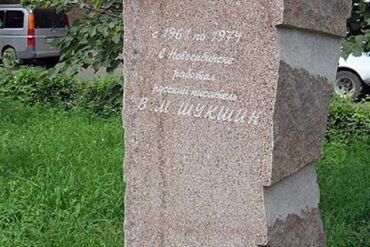 с 1961 по 1974
в Новосибирске
работал
русский писатель
В.М.ШУКШИН